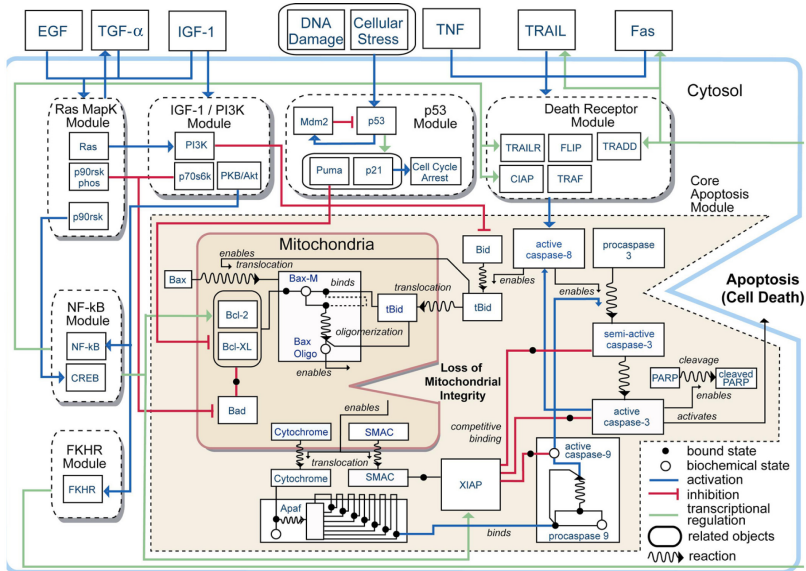 EGF
TGF-α
IGF-1
DNA
Damage
Cellular
Stress
TNF
TRAIL
Fas
Cytosol
Ras MapK
Module
IGF-1 / PI3K
Module
p53
Module
Death Receptor
Module
Ras
p90rsk
phos
p90rsk
PI3K
p70s6k
PKB/Akt
Mdm2
p53
Puma
p21
Cell Cycle
Arrest
TRAILR
FLIP
TRADD
CIAP
TRAF
Core
Apoptosis
Module
Mitochondria
enables
translocation
Bax
Bax-M
binds
Bcl-2
Bcl-XL
oligomerization
Bax
Oligo
enables
Bad
tBid
translocation
Bid
tBid
enables
active
caspase-8
enables
procaspase
3
Apoptosis
(Cell Death)
NF-kB
Module
NF-kB
CREB
FKHR
Module
FKHR
semi-active
caspase-3
cleavage
PARP
cleaved
PARP
enables
active
caspase-3
activates
Loss of
Mitochondrial
Integrity
enables
competitive
binding
Cytochrome
SMAC
translocation
Cytochrome
SMAC
XIAP
active
caspase-9
Apaf
binds
procaspase 9
bound state
biochemical state
activation
inhibition
transcriptional
regulation
related objects
reaction